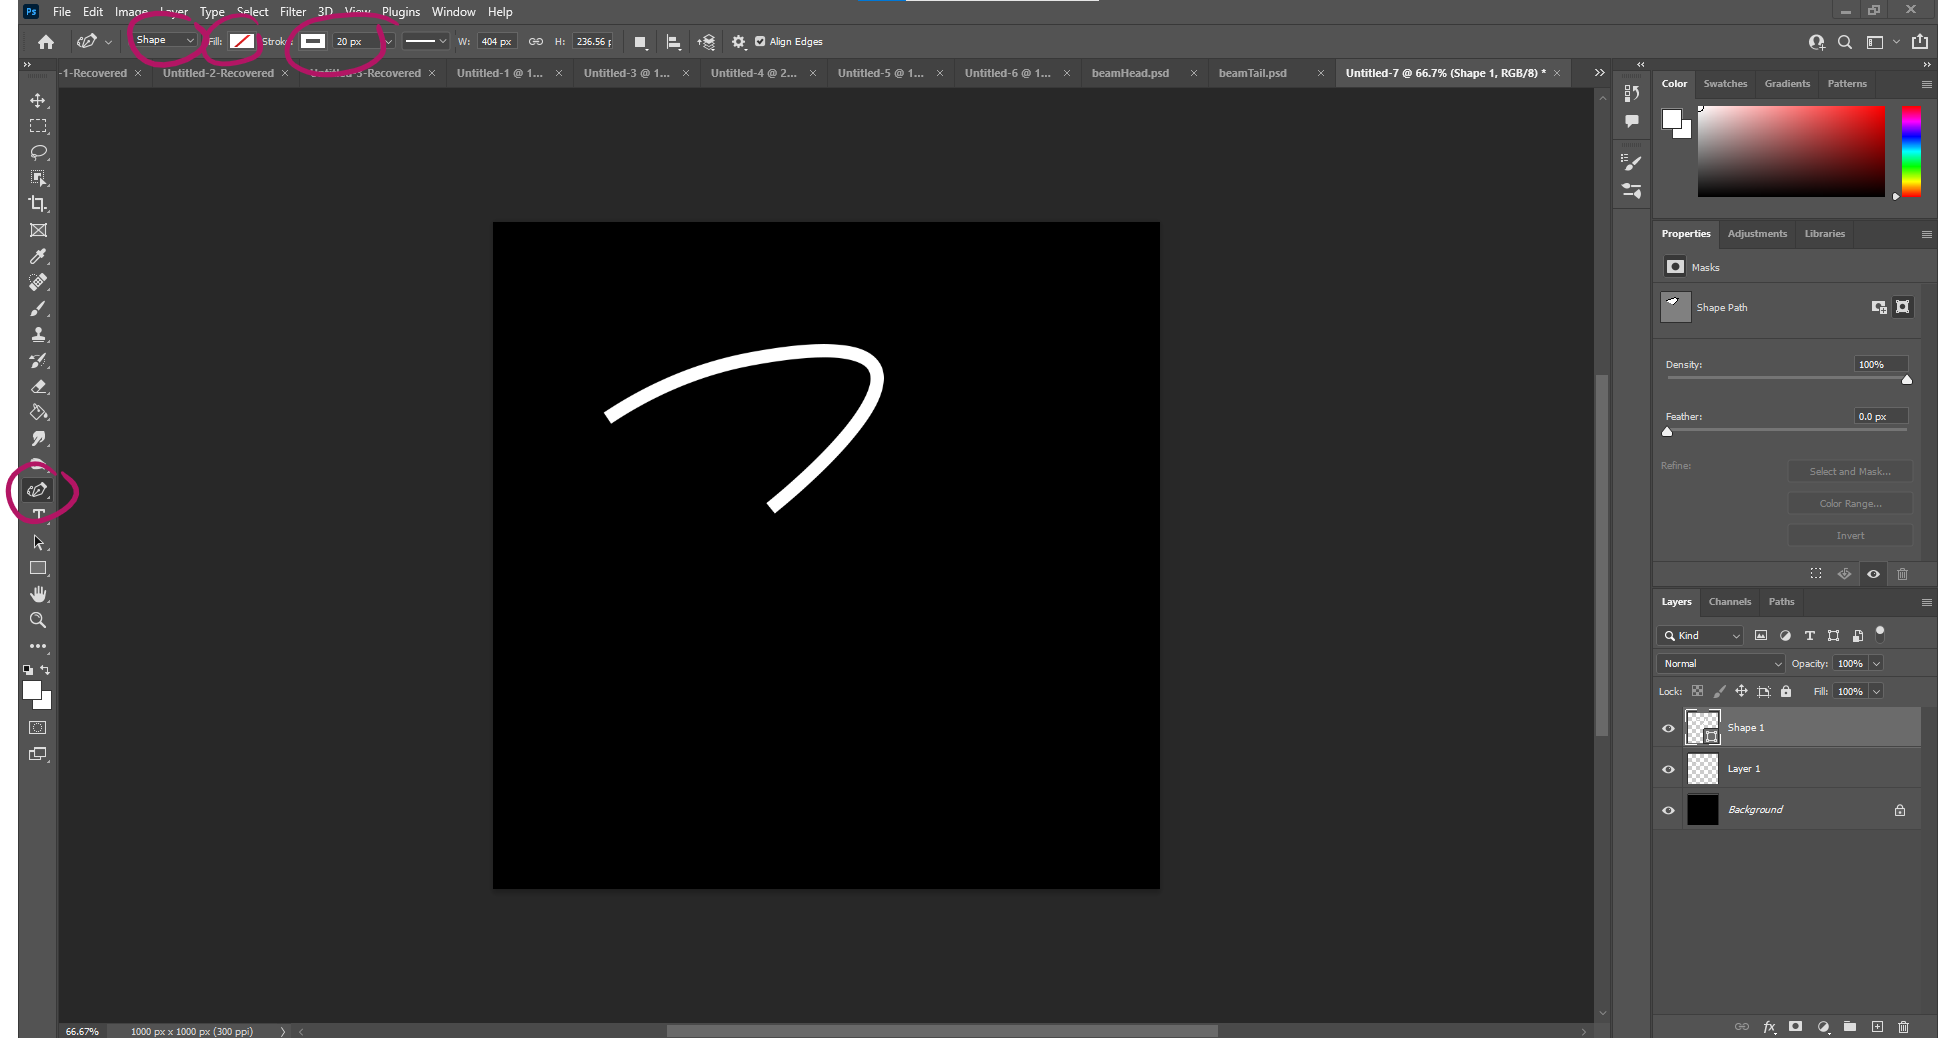 Ps File Edit Image Layer Type Select Filter 3D View Plugins Window Help
Shape Fill: Stroke: 20 px W: 404 px H: 236.56 p Align Edges
-1-Recovered × Untitled-2-Recovered × Untitled-3-Recovered × Untitled-1 @ 1... × Untitled-3 @ 1... × Untitled-4 @ 2... × Untitled-5 @ 1... × Untitled-6 @ 1... × beamHead.psd × beamTail.psd × Untitled-7 @ 66.7% (Shape 1, RGB/8) * ×
Color Swatches Gradients Patterns
Properties Adjustments Libraries
Masks
Shape Path
Density: 100%
Feather: 0.0 px
Refine: Select and Mask...
Color Range...
Invert
Layers Channels Paths
Kind
Normal Opacity: 100%
Lock: Fill: 100%
Shape 1
Layer 1
Background
fx
66.67% 1000 px x 1000 px (300 ppi)